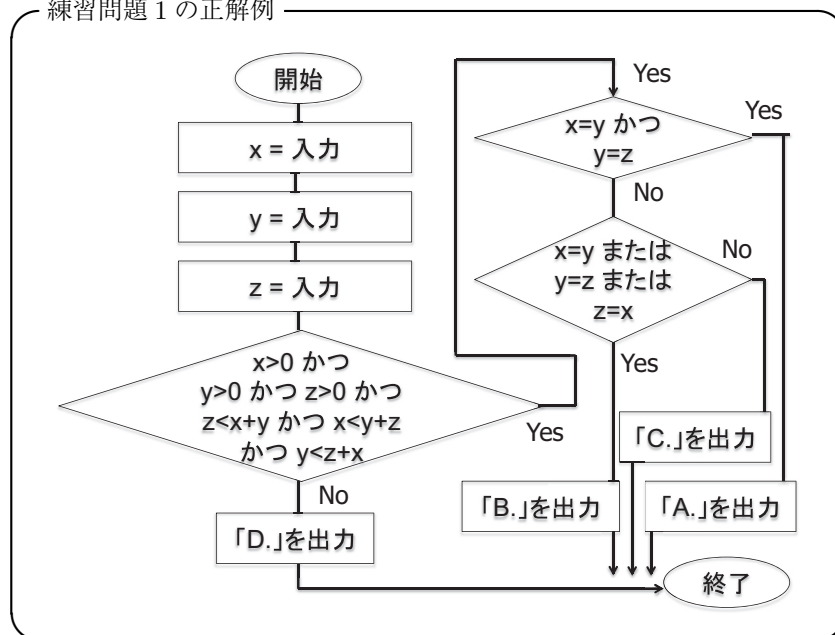 練習問題1の正解例
開始
x = 入力
y = 入力
z = 入力
x>0 かつ
y>0 かつ z>0 かつ
z<x+y かつ x<y+z
かつ y<z+x
Yes
No
「D.」を出力
Yes
x=y かつ
y=z
Yes
No
x=y または
y=z または
z=x
No
Yes
「C.」を出力
「B.」を出力
「A.」を出力
終了